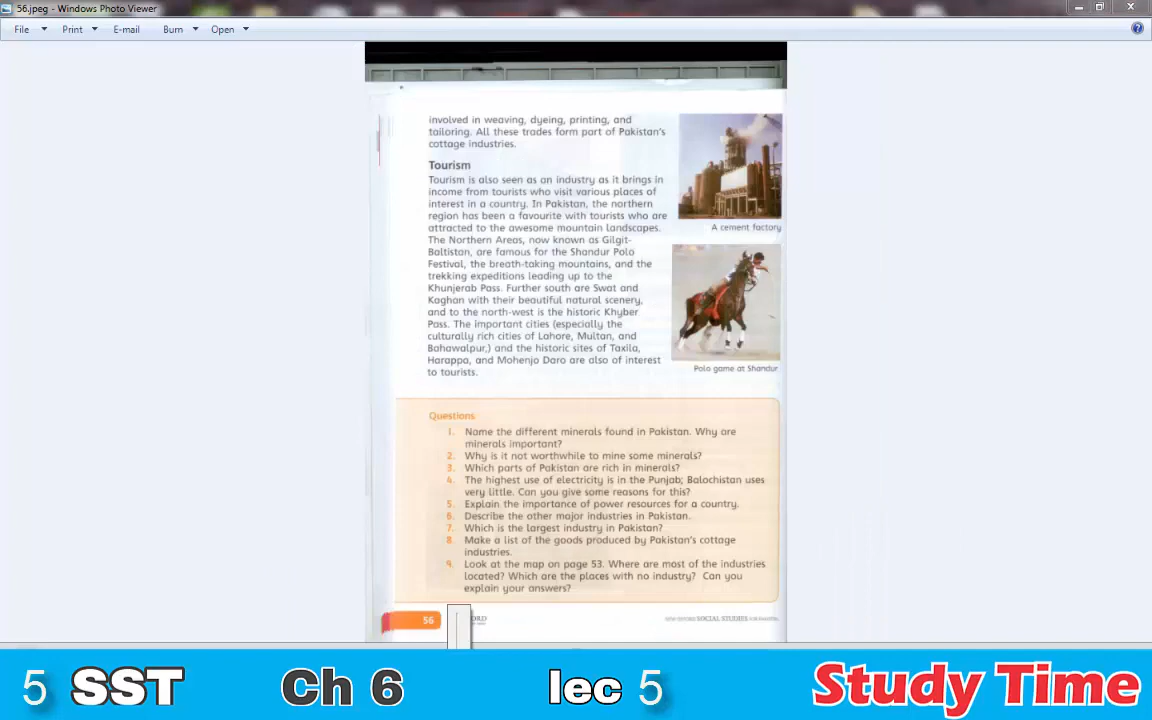 56.jpeg - Windows Photo Viewer
File Print E-mail Burn Open
involved in weaving, dyeing, printing, and
tailoring. All these trades form part of Pakistan's
cottage industries.
Tourism
Tourism is also seen as an industry as it brings in
income from tourists who visit various places of
interest in a country. In Pakistan, the northern
region has been a favourite with tourists who are
attracted to the awesome mountain landscapes.
The Northern Areas, now known as Gilgit-
Baltistan, are famous for the Shandur Polo
Festival, the breath-taking mountains, and the
trekking expeditions leading up to the
Khunjerab Pass. Further south are Swat and
Kaghan with their beautiful natural scenery,
and to the north-west is the historic Khyber
Pass. The important cities (especially the
culturally rich cities of Lahore, Multan, and
Bahawalpur,) and the historic sites of Taxila,
Harappa, and Mohenjo Daro are also of interest
to tourists.
A cement factory
Polo game at Shandur
Questions
1. Name the different minerals found in Pakistan. Why are
minerals important?
2. Why is it not worthwhile to mine some minerals?
3. Which parts of Pakistan are rich in minerals?
4. The highest use of electricity is in the Punjab; Balochistan uses
very little. Can you give some reasons for this?
5. Explain the importance of power resources for a country.
6. Describe the other major industries in Pakistan.
7. Which is the largest industry in Pakistan?
8. Make a list of the goods produced by Pakistan's cottage
industries.
9. Look at the map on page 53. Where are most of the industries
located? Which are the places with no industry? Can you
explain your answers?
56
SOCIAL STUDIES
5 SST Ch 6 lec 5 Study Time